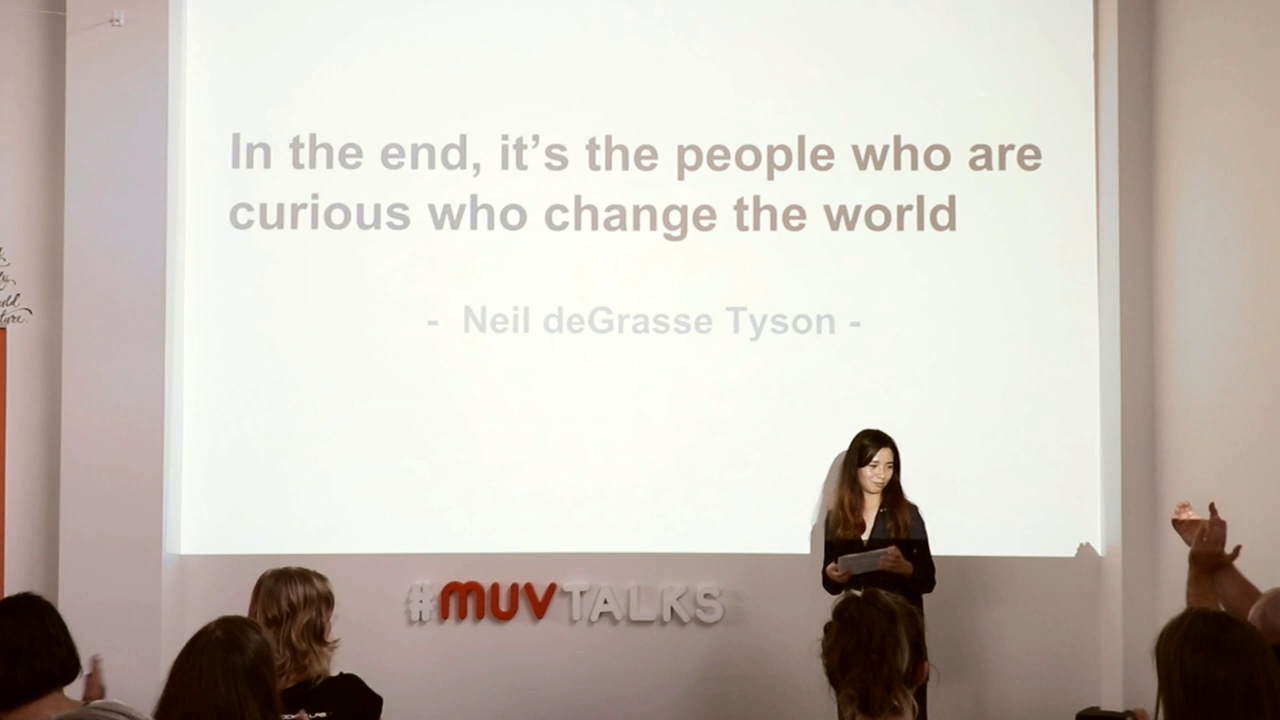 In the end, it’s the people who are
curious who change the world
- Neil deGrasse Tyson -
#MUVTALKS